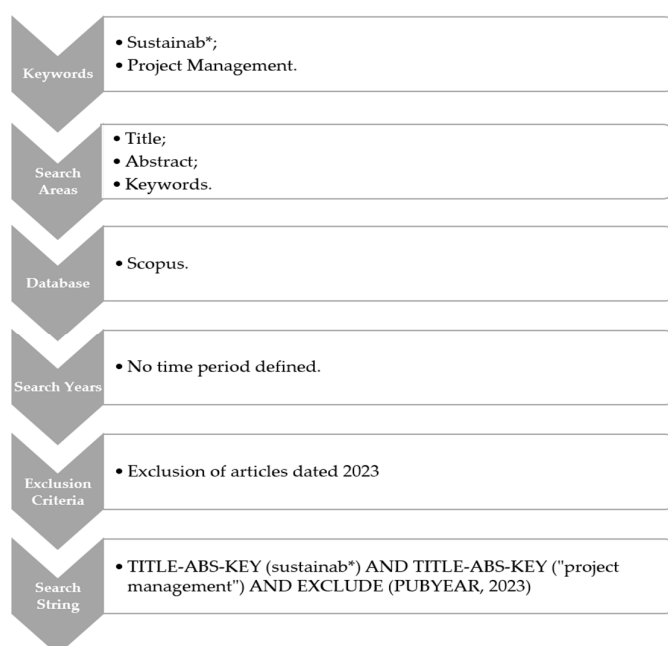 Keywords
• Sustainab*;
• Project Management.
Search
Areas
• Title;
• Abstract;
• Keywords.
Database
• Scopus.
Search Years
• No time period defined.
Exclusion
Criteria
• Exclusion of articles dated 2023
Search
String
• TITLE-ABS-KEY (sustainab*) AND TITLE-ABS-KEY ("project
management") AND EXCLUDE (PUBYEAR, 2023)